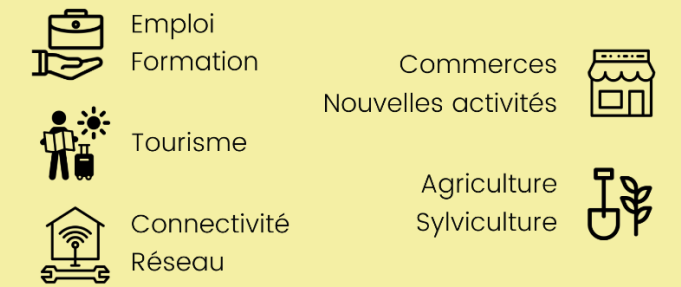 Emploi
Formation
Tourisme
Connectivité
Réseau
Commerces
Nouvelles activités
Agriculture
Sylviculture